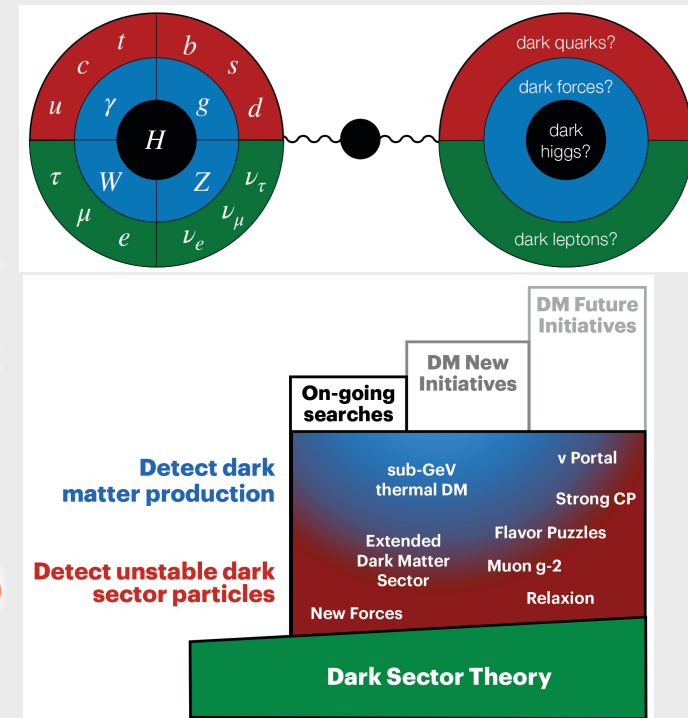 t
b
c
s
u
γ
g
d
H
τ
W
Z
ν_τ
μ
ν_μ
e
ν_e
dark quarks?
dark forces?
dark
higgs?
dark leptons?
DM Future
Initiatives
DM New
Initiatives
On-going
searches
Detect dark
matter production
sub-GeV
thermal DM
v Portal
Strong CP
Flavor Puzzles
Extended
Dark Matter
Sector
Muon g-2
Detect unstable dark
sector particles
Relaxion
New Forces
Dark Sector Theory